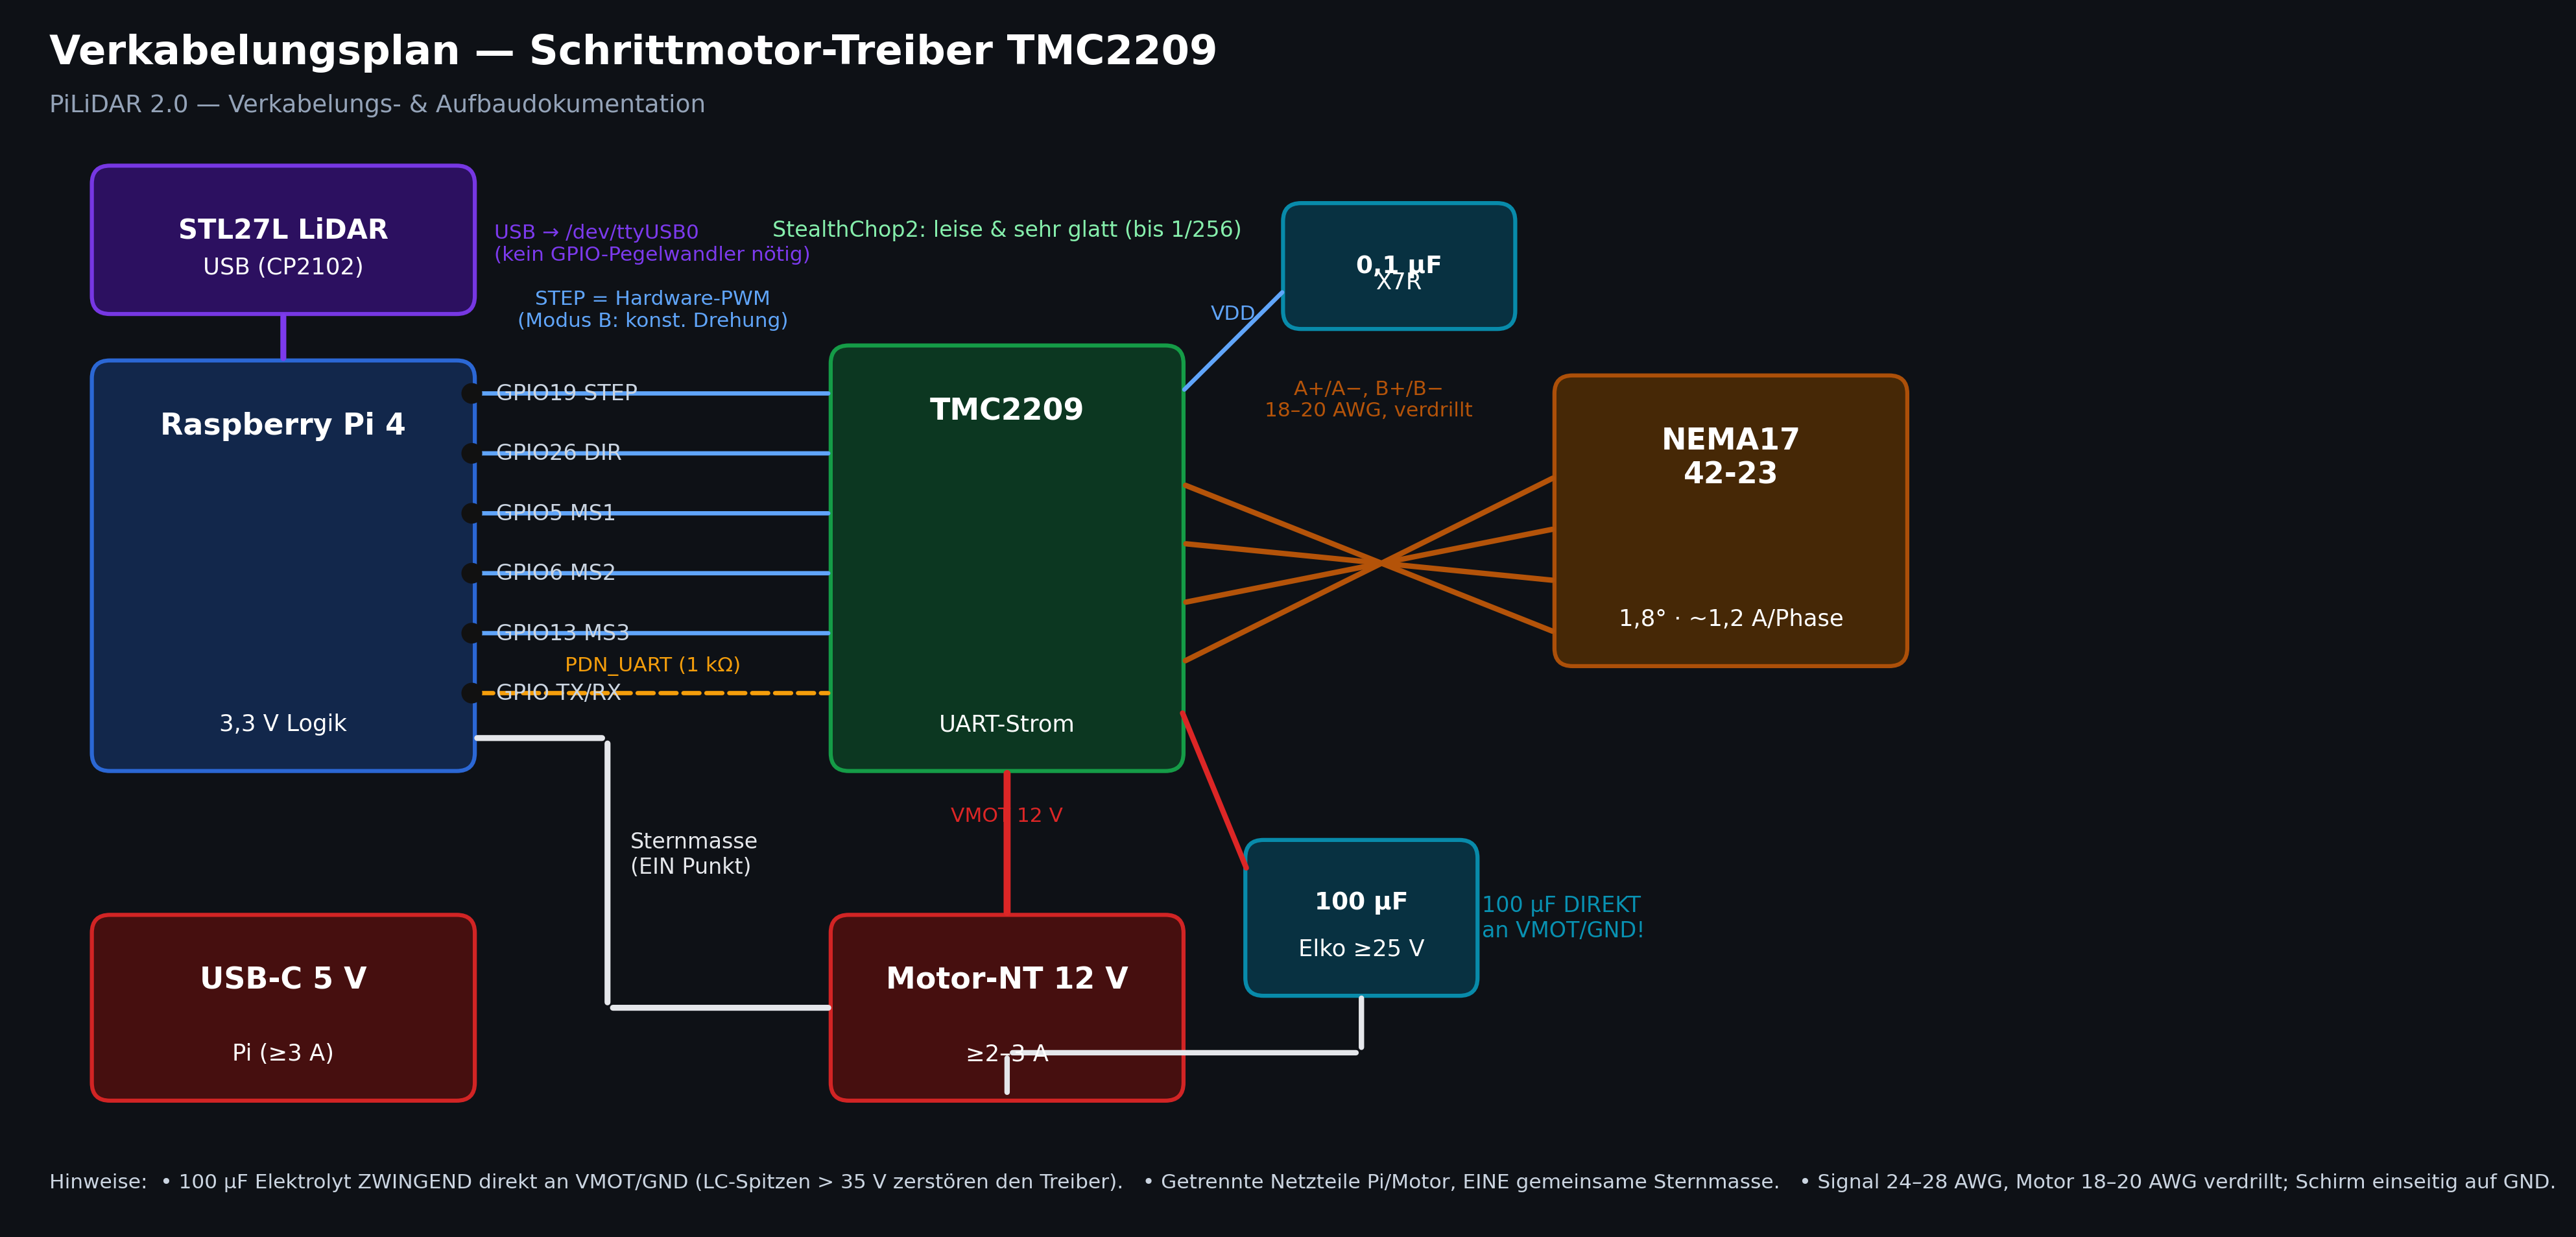 Verkabelungsplan — Schrittmotor-Treiber TMC2209
PiLiDAR 2.0 — Verkabelungs- & Aufbaudokumentation
STL27L LiDAR
USB (CP2102)
USB → /dev/ttyUSB0
(kein GPIO-Pegelwandler nötig)
StealthChop2: leise & sehr glatt (bis 1/256)
0,1 µF
X7R
STEP = Hardware-PWM
(Modus B: konst. Drehung)
VDD
Raspberry Pi 4
3,3 V Logik
GPIO19 STEP
GPIO26 DIR
GPIO5 MS1
GPIO6 MS2
GPIO13 MS3
PDN_UART (1 kΩ)
GPIO TX/RX
TMC2209
UART-Strom
A+/A−, B+/B−
18–20 AWG, verdrillt
NEMA17
42-23
1,8° · ~1,2 A/Phase
VMOT 12 V
Sternmasse
(EIN Punkt)
USB-C 5 V
Pi (≥3 A)
Motor-NT 12 V
≥2–3 A
100 µF
Elko ≥25 V
100 µF DIREKT
an VMOT/GND!
Hinweise: • 100 µF Elektrolyt ZWINGEND direkt an VMOT/GND (LC-Spitzen > 35 V zerstören den Treiber). • Getrennte Netzteile Pi/Motor, EINE gemeinsame Sternmasse. • Signal 24–28 AWG, Motor 18–20 AWG verdrillt; Schirm einseitig auf GND.